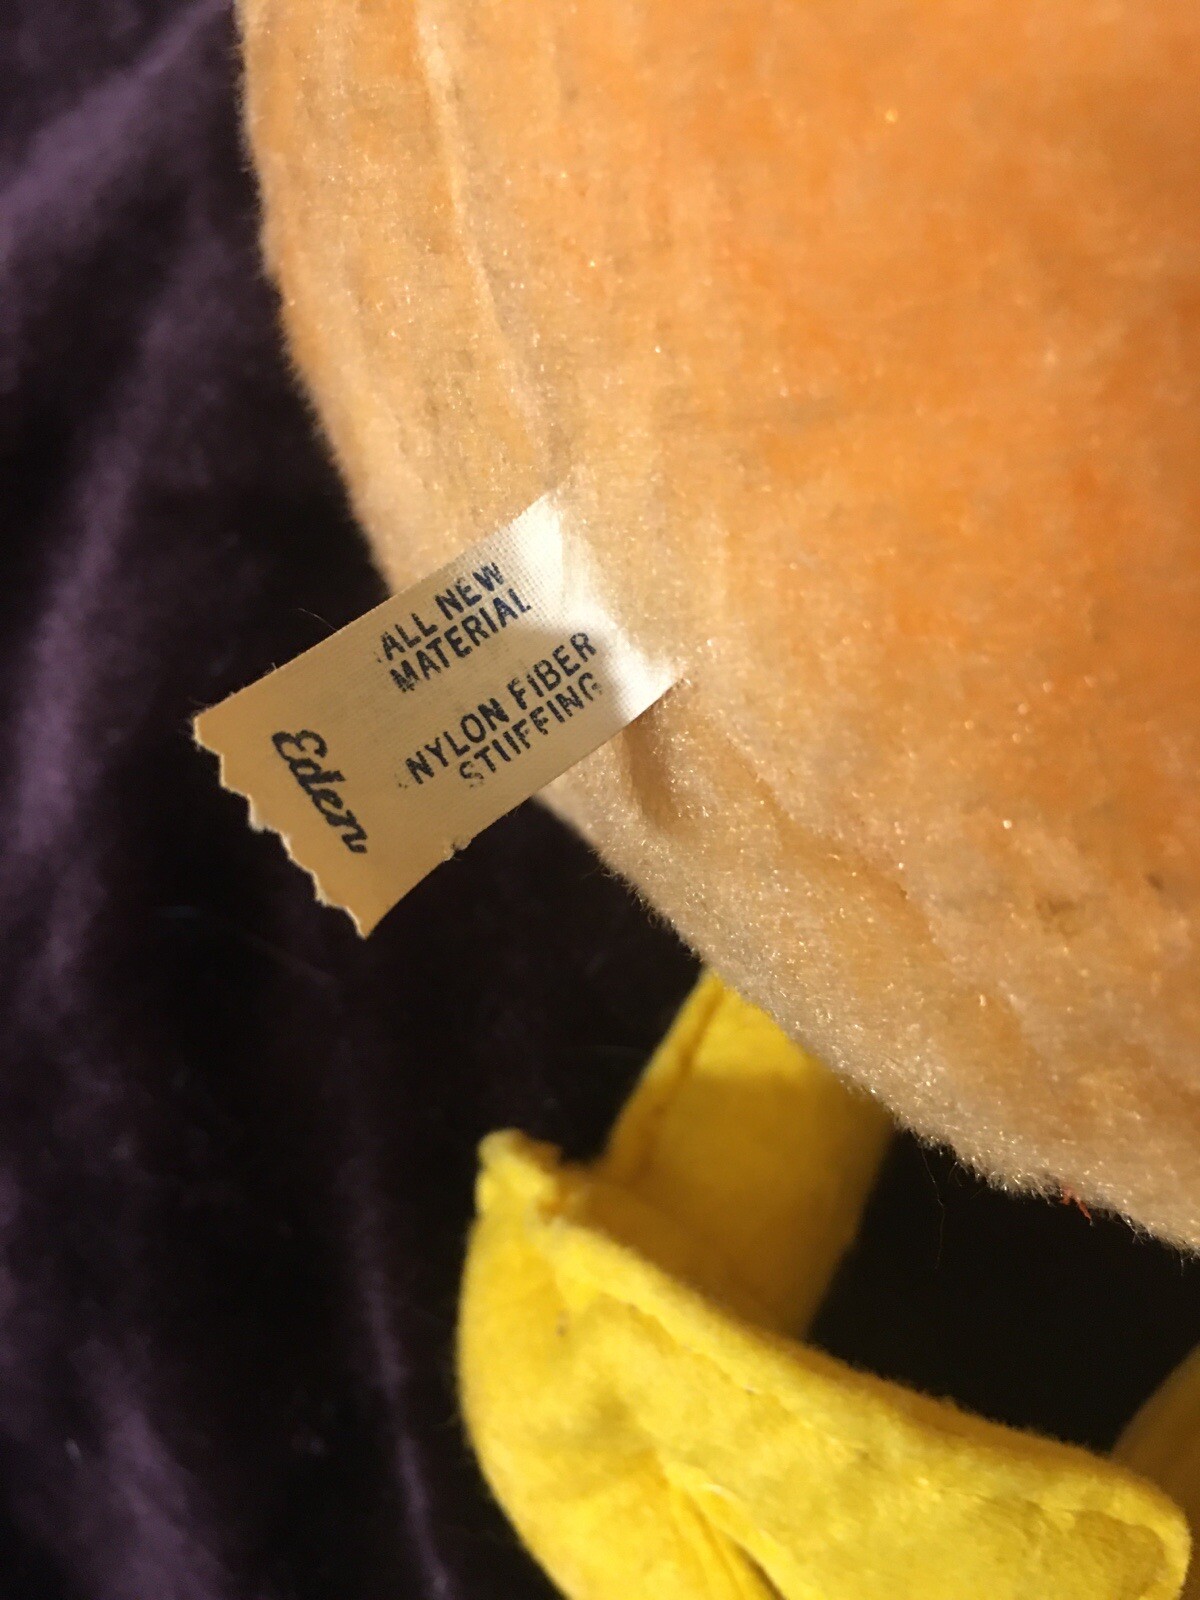 ALL NEW
MATERIAL
NYLON FIBER
STUFFING
Eden